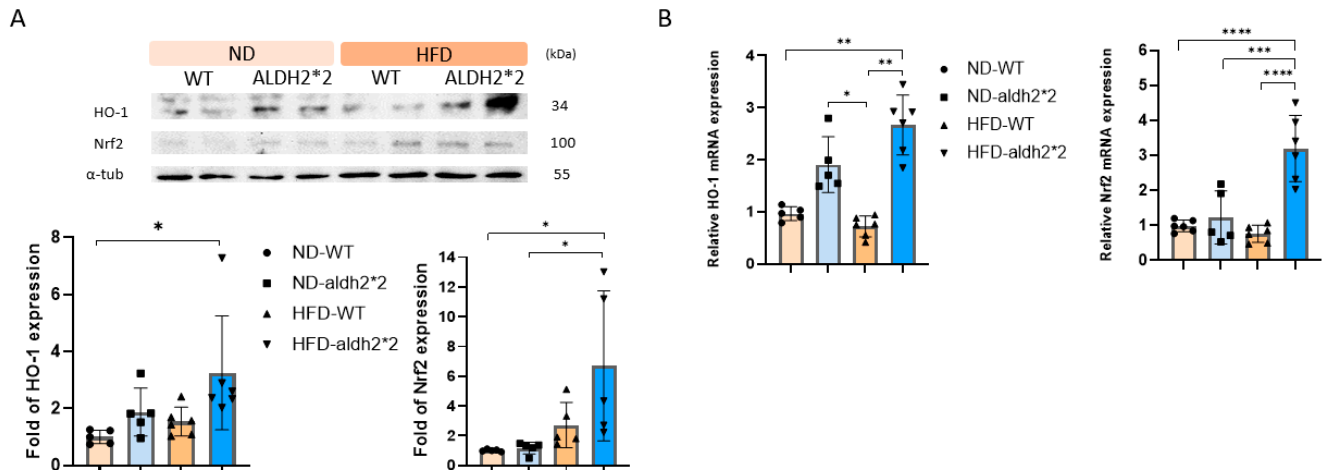 A
ND HFD (kDa)
WT ALDH2*2 WT ALDH2*2
HO-1 34
Nrf2 100
α-tub 55
Fold of HO-1 expression
8
6
4
2
0
*
ND-WT
ND-aldh2*2
HFD-WT
HFD-aldh2*2
Fold of Nrf2 expression
14
12
10
8
6
4
2
0
*
*
B
Relative HO-1 mRNA expression
4
3
2
1
0
**
**
*
ND-WT
ND-aldh2*2
HFD-WT
HFD-aldh2*2
Relative Nrf2 mRNA expression
6
5
4
3
2
1
0
****
***
****